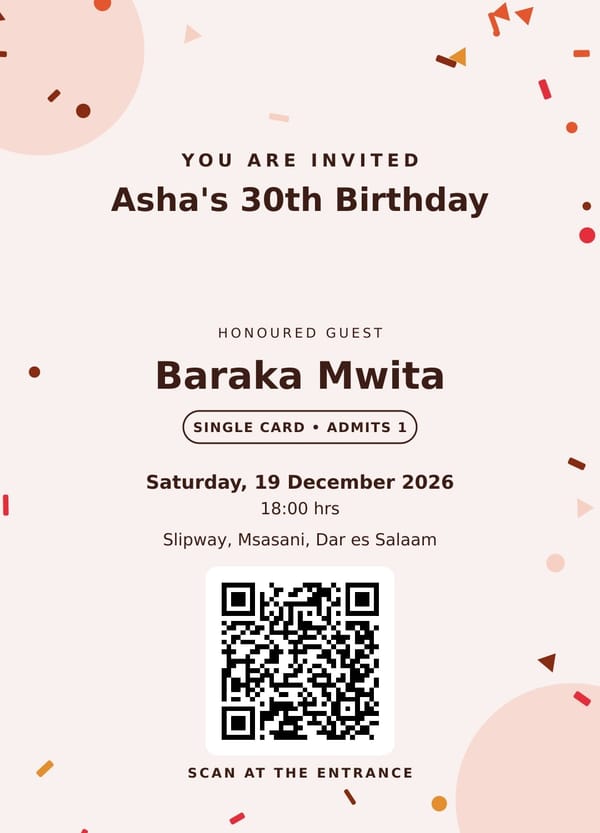 YOU ARE INVITED
Asha's 30th Birthday
HONOURED GUEST
Baraka Mwita
SINGLE CARD • ADMITS 1
Saturday, 19 December 2026
18:00 hrs
Slipway, Msasani, Dar es Salaam
SCAN AT THE ENTRANCE